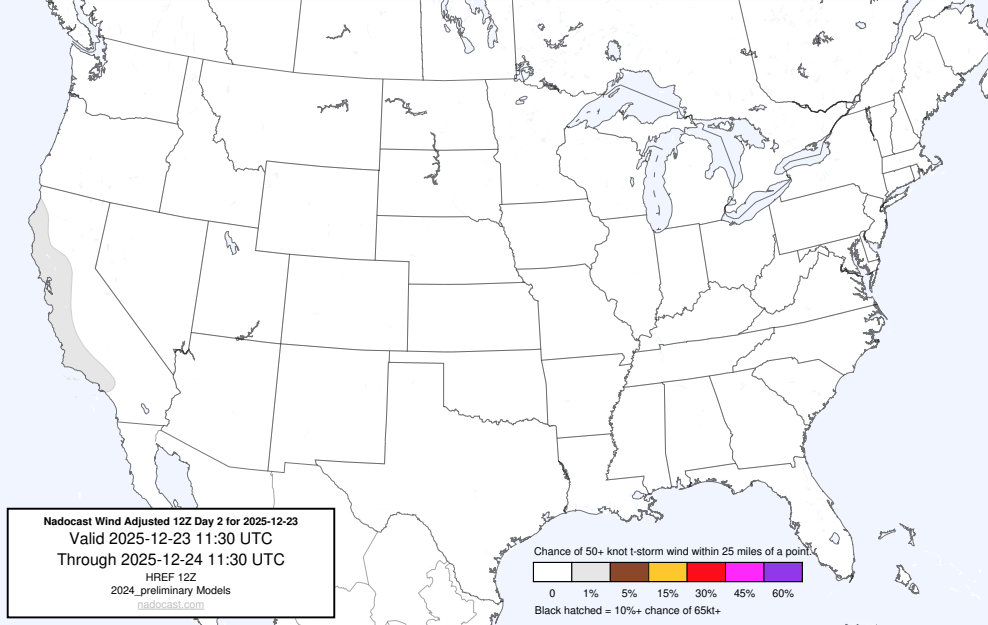 Nadocast Wind Adjusted 12Z Day 2 for 2025-12-23
Valid 2025-12-23 11:30 UTC
Through 2025-12-24 11:30 UTC
HREF 12Z
2024_preliminary Models
nadocast.com
Chance of 50+ knot t-storm wind within 25 miles of a point.
0 1% 5% 15% 30% 45% 60%
Black hatched = 10%+ chance of 65kt+